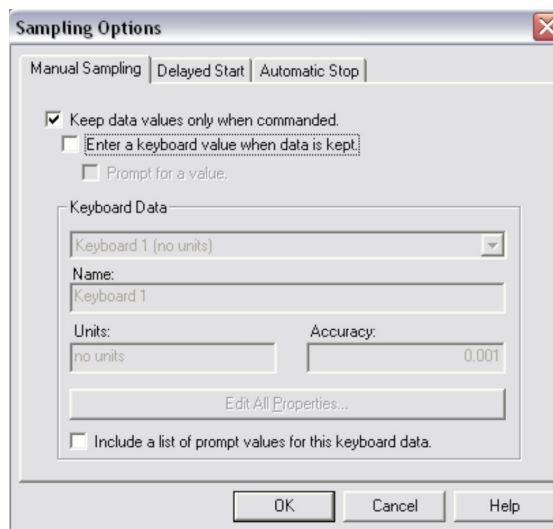 Sampling Options
Manual Sampling Delayed Start Automatic Stop
Keep data values only when commanded.
Enter a keyboard value when data is kept.
Prompt for a value.
Keyboard Data
Keyboard 1 (no units)
Name:
Keyboard 1
Units: Accuracy:
no units 0.001
Edit All Properties...
Include a list of prompt values for this keyboard data.
OK Cancel Help